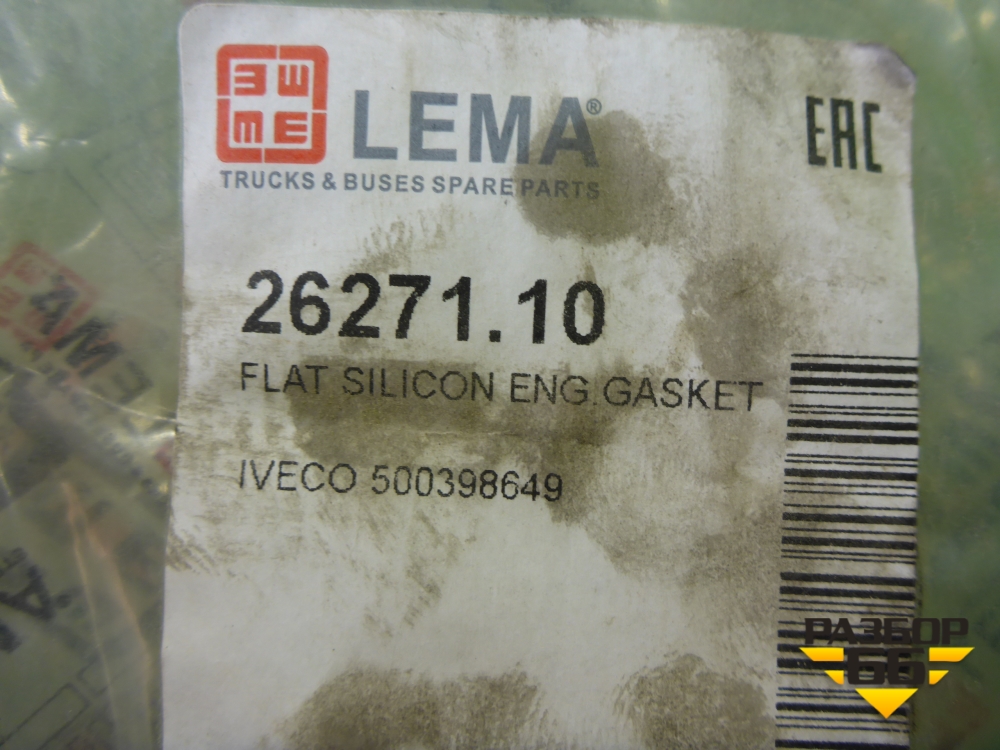 LEMA®
EAC
TRUCKS & BUSES SPARE PARTS
26271.10
FLAT SILICON ENG.GASKET
IVECO 500398649
РАЗБОР
66